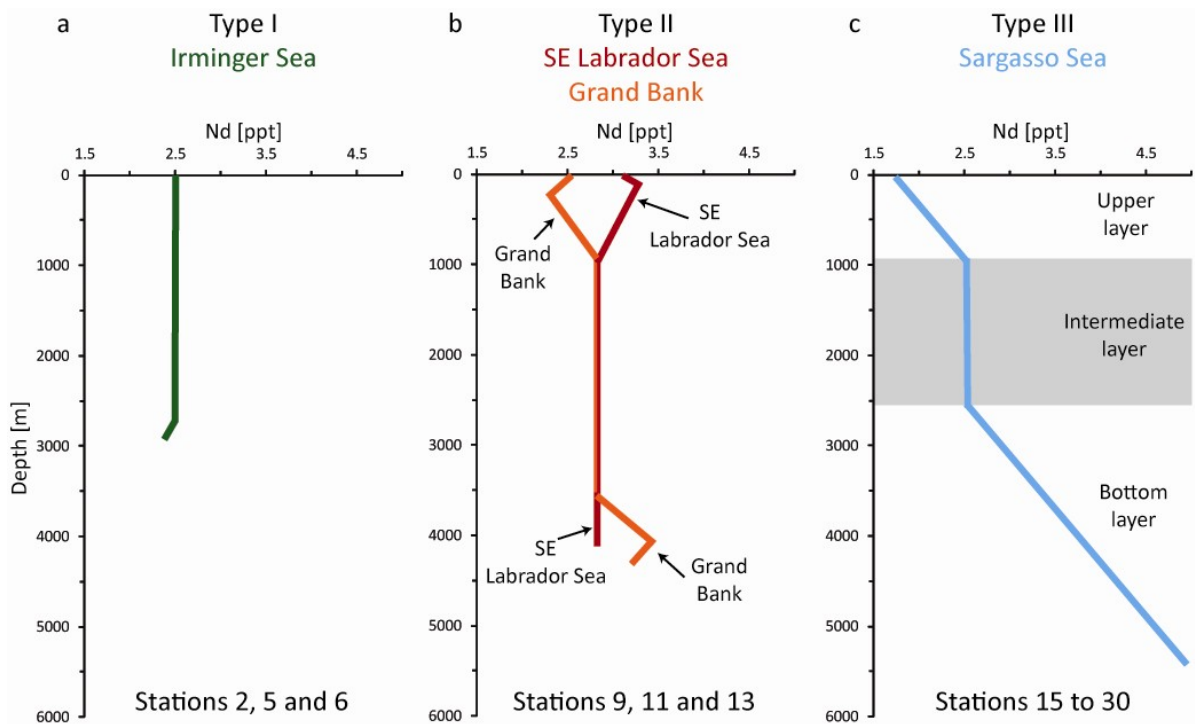 a
Type I
Irminger Sea
Nd [ppt]
1.5 2.5 3.5 4.5
0
1000
2000
3000
4000
5000
6000
Depth [m]
Stations 2, 5 and 6
b
Type II
SE Labrador Sea
Grand Bank
Nd [ppt]
1.5 2.5 3.5 4.5
0
1000
2000
3000
4000
5000
6000
SE
Labrador Sea
Grand
Bank
SE
Labrador Sea
Grand
Bank
Stations 9, 11 and 13
c
Type III
Sargasso Sea
Nd [ppt]
1.5 2.5 3.5 4.5
0
1000
2000
3000
4000
5000
6000
Upper
layer
Intermediate
layer
Bottom
layer
Stations 15 to 30